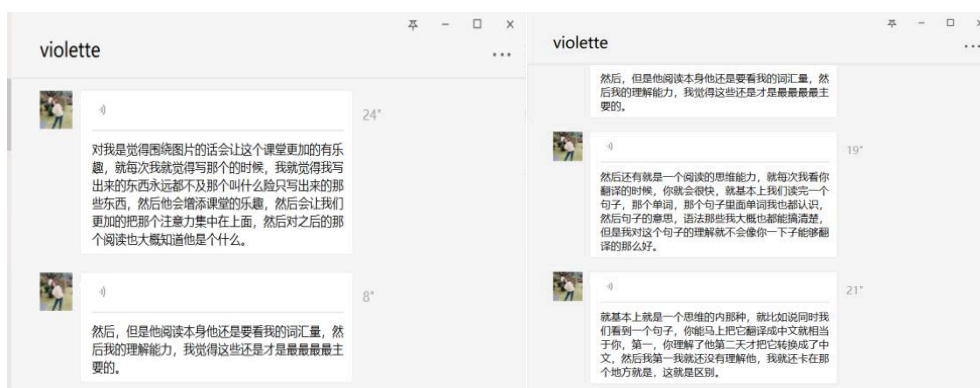 violette
...
对我是觉得围绕图片的话会让这个课堂更加的有乐
趣，就每次我就觉得写那个的时候，我就觉得我写
出来的东西永远都不及那个叫什么险只写出来的那
些东西，然后他会增添课堂的乐趣，然后会让我们
更加的把那个注意力集中在上面，然后对之后的那
个阅读也大概知道他是个什么。
24"
然后，但是他阅读本身他还是要看我的词汇量，然
后我的理解能力，我觉得这些还是才是最最最最主
要的。
8"
violette
...
然后，但是他阅读本身他还是要看我的词汇量，然
后我的理解能力，我觉得这些还是才是最最最最主
要的。
然后还有就是一个阅读的思维能力，就每次我看你
翻译的时候，你就会很快，就基本上我们读完一个
句子，那个单词，那个句子里面单词我也都认识，
然后句子的意思，语法那些我大概也都能搞清楚，
但是我对这个句子的理解就不会像你一下子能够翻
译的那么好。
19"
就基本上就是一个思维的内那种，就比如说同时我
们看到一个句子，你能马上把它翻译成中文就相当
于你，第一，你理解了他第二天才把它转换成了中
文，然后我第一我就还没有理解他，我就还卡在那
个地方就是，这就是区别。
21"